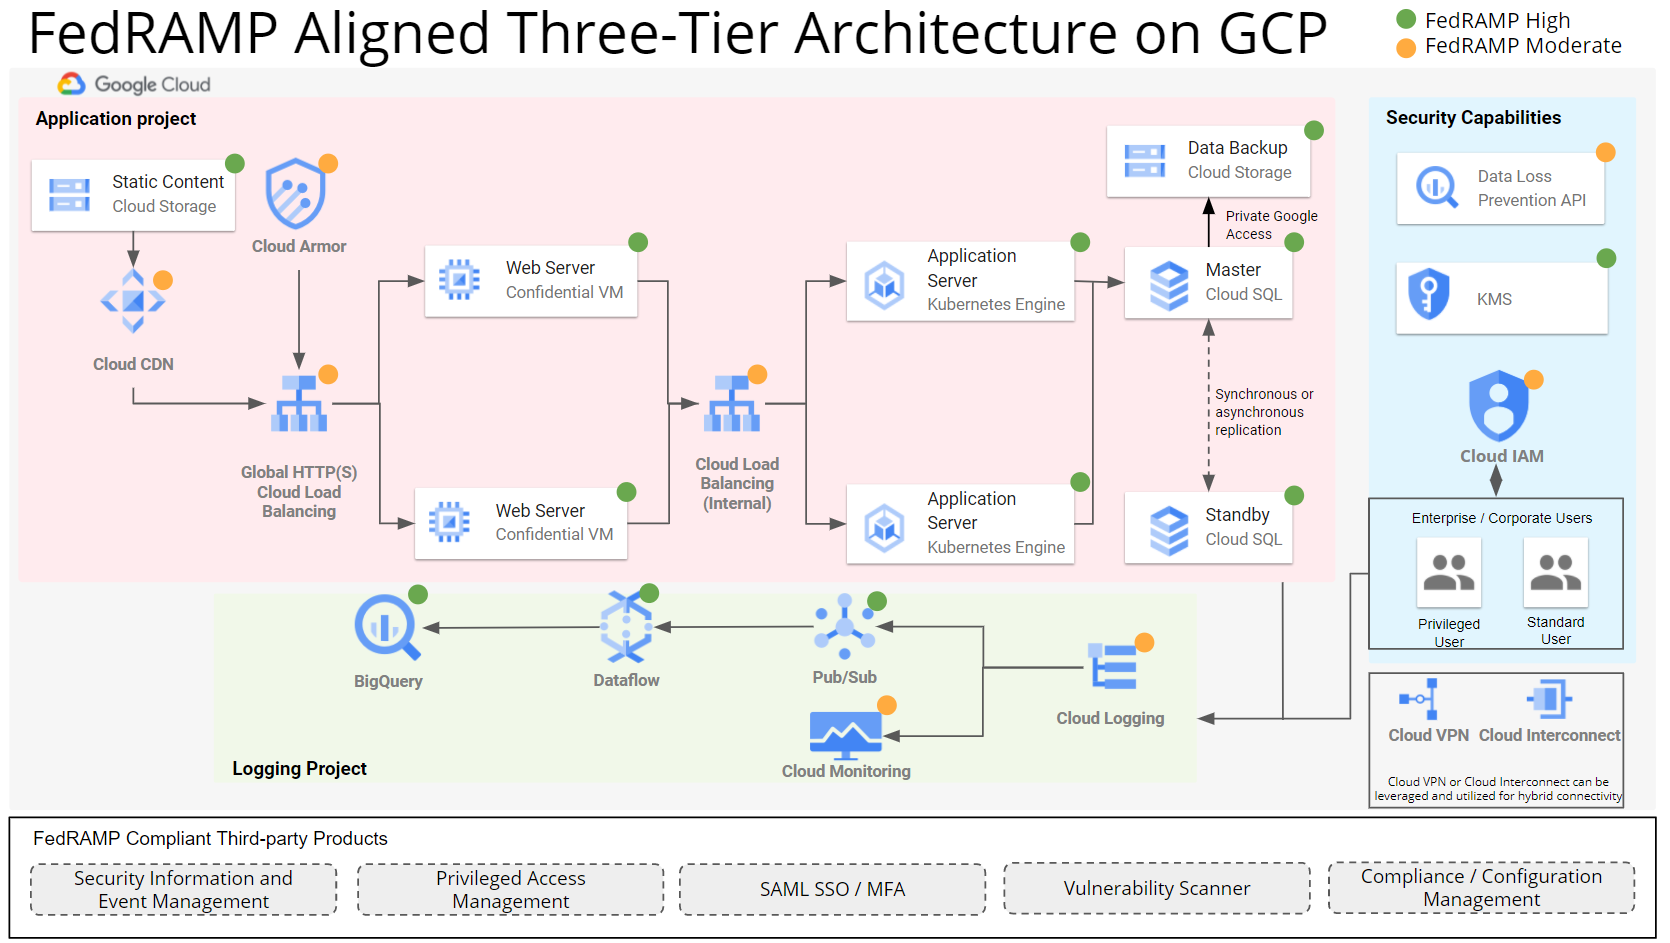 FedRAMP Aligned Three-Tier Architecture on GCP
FedRAMP High
FedRAMP Moderate
Google Cloud
Application project
Static Content
Cloud Storage
Cloud Armor
Cloud CDN
Global HTTP(S)
Cloud Load
Balancing
Web Server
Confidential VM
Web Server
Confidential VM
Cloud Load
Balancing
(Internal)
Application
Server
Kubernetes Engine
Application
Server
Kubernetes Engine
Data Backup
Cloud Storage
Private Google
Access
Master
Cloud SQL
Synchronous or
asynchronous
replication
Standby
Cloud SQL
Security Capabilities
Data Loss
Prevention API
KMS
Cloud IAM
Enterprise / Corporate Users
Privileged
User
Standard
User
Cloud VPN
Cloud Interconnect
Cloud VPN or Cloud Interconnect can be
leveraged and utilized for hybrid connectivity
BigQuery
Dataflow
Pub/Sub
Cloud Logging
Cloud Monitoring
Logging Project
FedRAMP Compliant Third-party Products
Security Information and
Event Management
Privileged Access
Management
SAML SSO / MFA
Vulnerability Scanner
Compliance / Configuration
Management